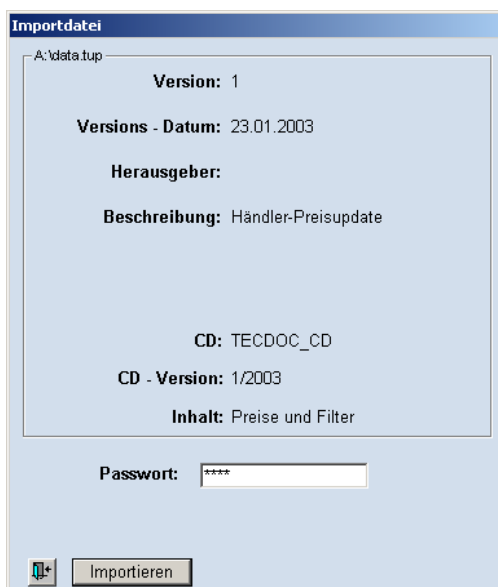 Importdatei
A:\data.tup
Version: 1
Versions - Datum: 23.01.2003
Herausgeber:
Beschreibung: Händler-Preisupdate
CD: TECDOC_CD
CD - Version: 1/2003
Inhalt: Preise und Filter
Passwort: ****
Importieren